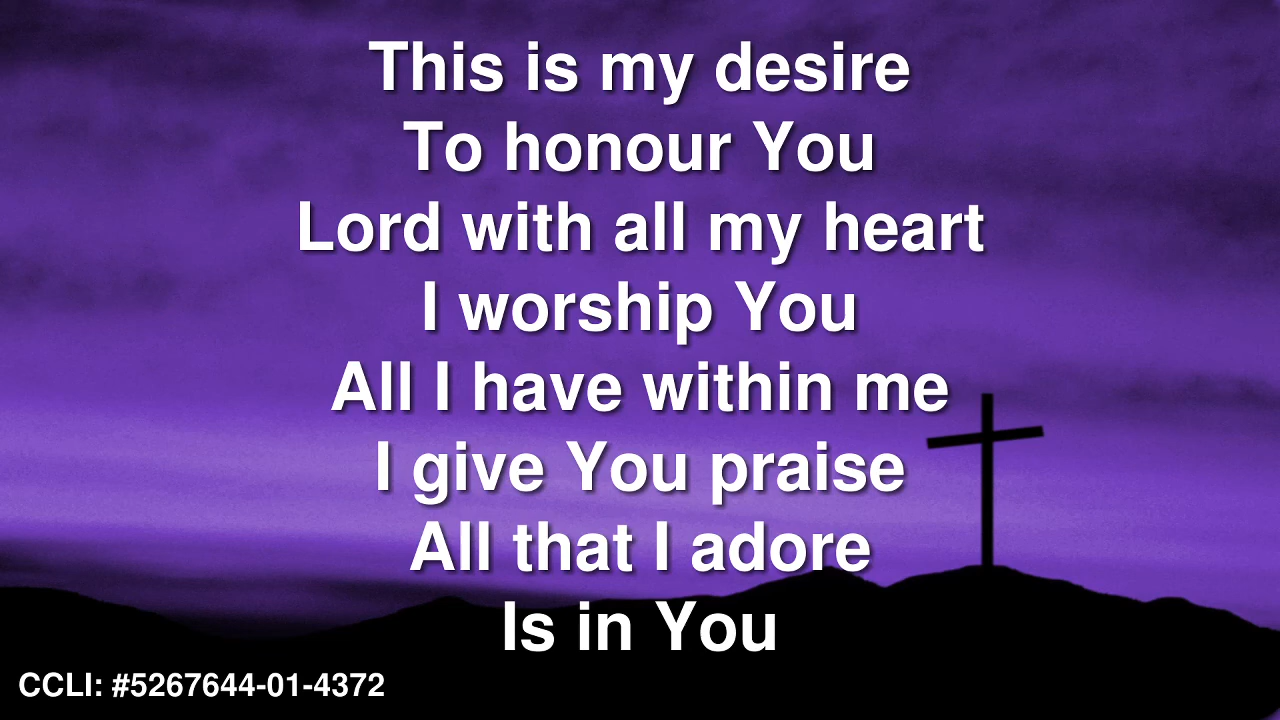 This is my desire
To honour You
Lord with all my heart
I worship You
All I have within me
I give You praise
All that I adore
Is in You
CCLI: #5267644-01-4372